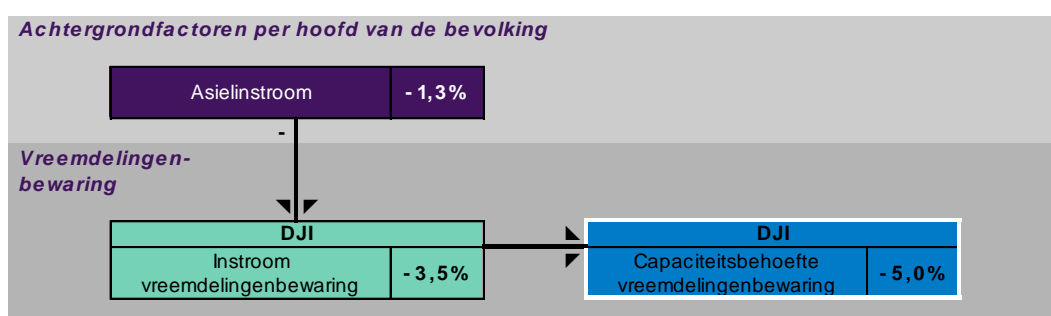 Achtergrondfactoren per hoofd van de bevolking
Asielinstroom
-1,3%
-
Vreemdelingen-
bewaring
DJI
Instroom
vreemdelingenbewaring
-3,5%
DJI
Capaciteitsbehoefte
vreemdelingenbewaring
-5,0%